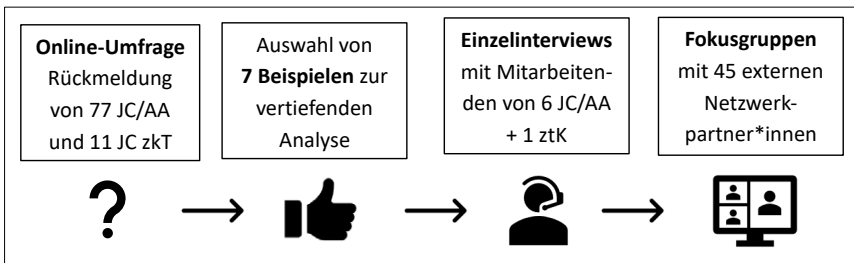 Online-Umfrage
Rückmeldung
von 77 JC/AA
und 11 JC zkT
Auswahl von
7 Beispielen zur
vertiefenden
Analyse
Einzelinterviews
mit Mitarbeiten-
den von 6 JC/AA
+ 1 ztK
Fokusgruppen
mit 45 externen
Netzwerk-
partner*innen
?